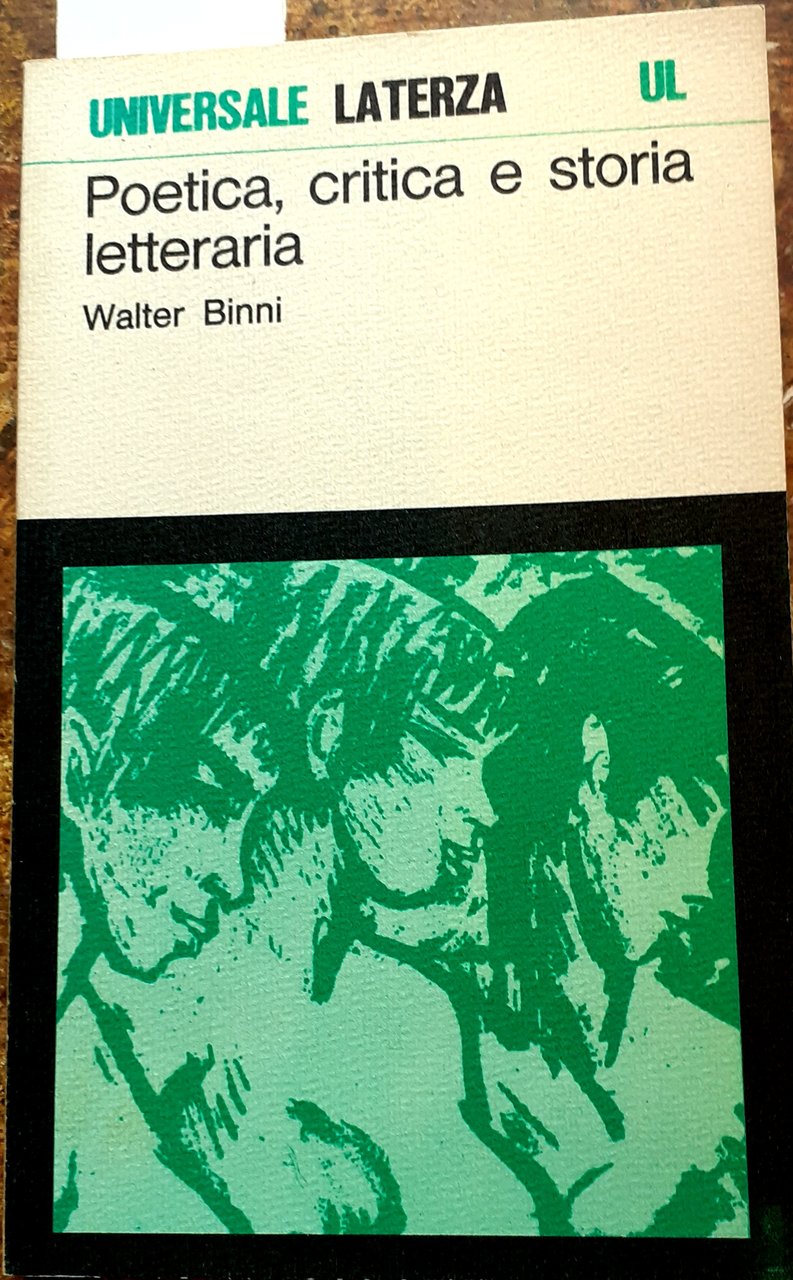 UNIVERSALE LATERZA UL
Poetica, critica e storia
letteraria
Walter Binni